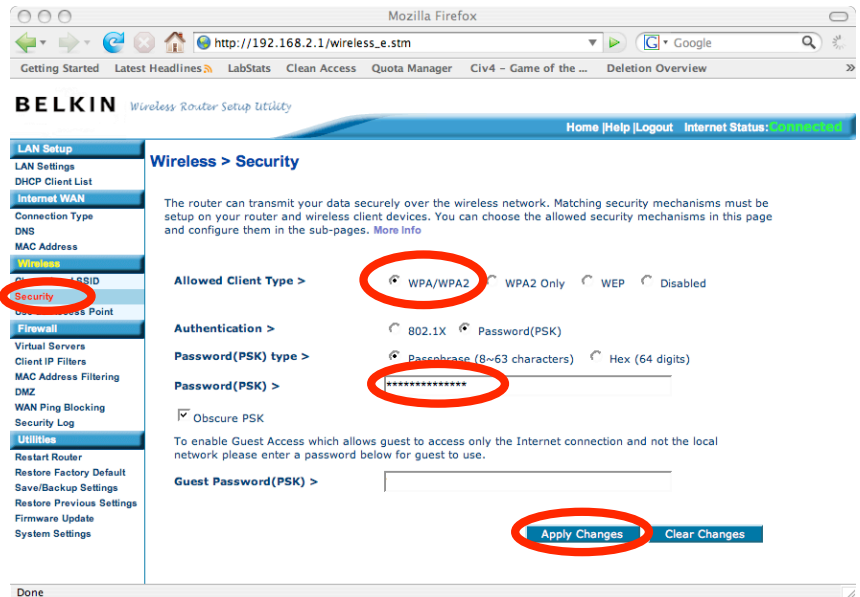 Mozilla Firefox
http://192.168.2.1/wireless_e.stm
G Google
Getting Started Latest Headlines LabStats Clean Access Quota Manager Civ4 - Game of the ... Deletion Overview »
BELKIN Wireless Router Setup Utility
Home |Help |Logout Internet Status:Connected
LAN Setup
LAN Settings
DHCP Client List
Internet WAN
Connection Type
DNS
MAC Address
Wireless
SSID
Security
Point
Firewall
Virtual Servers
Client IP Filters
MAC Address Filtering
DMZ
WAN Ping Blocking
Security Log
Utilities
Restart Router
Restore Factory Default
Save/Backup Settings
Restore Previous Settings
Firmware Update
System Settings
Wireless > Security
The router can transmit your data securely over the wireless network. Matching security mechanisms must be
setup on your router and wireless client devices. You can choose the allowed security mechanisms in this page
and configure them in the sub-pages. More Info
Allowed Client Type > WPA/WPA2 WPA2 Only WEP Disabled
Authentication > 802.1X Password(PSK)
Password(PSK) type > Passphrase (8~63 characters) Hex (64 digits)
Password(PSK) > **************
Obscure PSK
To enable Guest Access which allows guest to access only the Internet connection and not the local
network please enter a password below for guest to use.
Guest Password(PSK) >
Apply Changes Clear Changes
Done